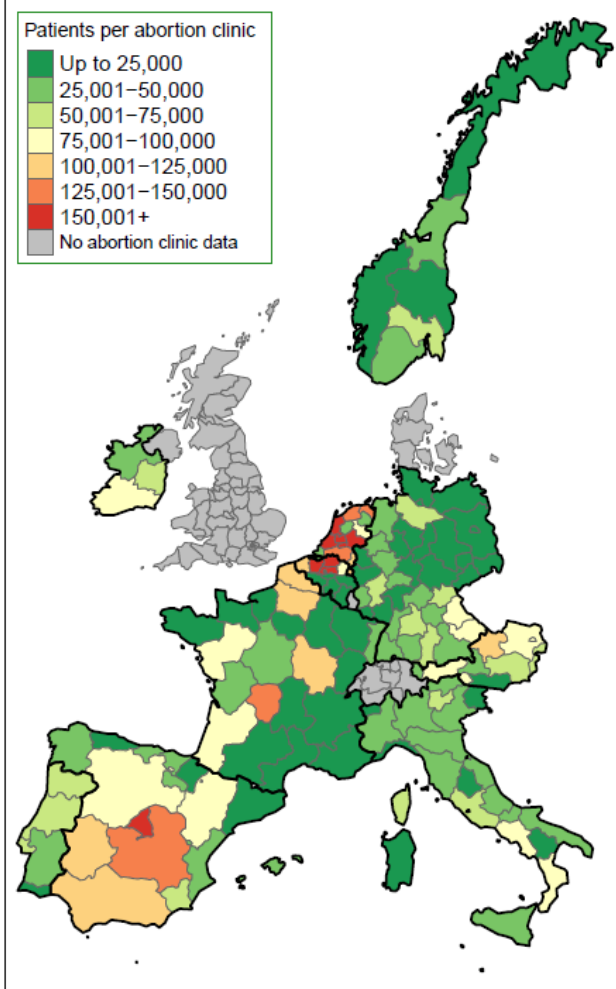 Patients per abortion clinic
Up to 25,000
25,001−50,000
50,001−75,000
75,001−100,000
100,001−125,000
125,001−150,000
150,001+
No abortion clinic data